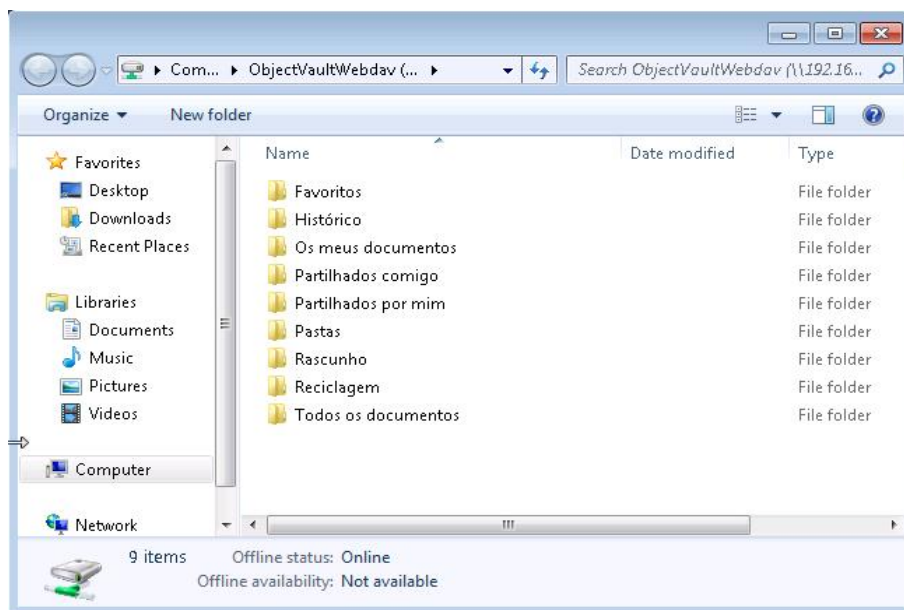 Com... ObjectVaultWebdav (... Search ObjectVaultWebdav (\\192.16...
Organize New folder
Favorites
Desktop
Downloads
Recent Places
Libraries
Documents
Music
Pictures
Videos
Computer
Network
Name Date modified Type
Favoritos File folder
Histórico File folder
Os meus documentos File folder
Partilhados comigo File folder
Partilhados por mim File folder
Pastas File folder
Rascunho File folder
Reciclagem File folder
Todos os documentos File folder
9 items Offline status: Online
Offline availability: Not available